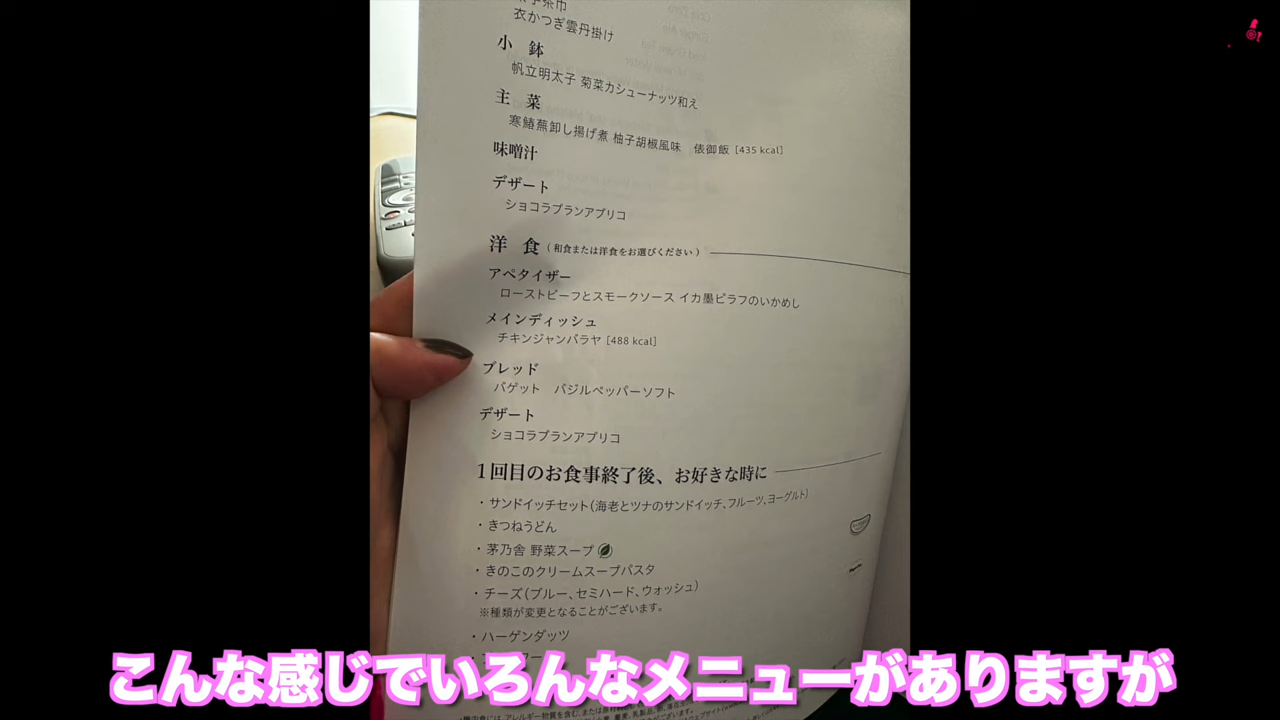 衣かつぎ雲丹掛け
小 鉢
帆立明太子 菊菜カシューナッツ和え
主 菜
寒鰆蕪卸し揚げ煮 柚子胡椒風味 俵御飯 [435 kcal]
味噌汁
デザート
ショコラブランアプリコ
洋 食 (和食または洋食をお選びください)
アペタイザー
ローストビーフとスモークソース イカ墨ピラフのいかめし
メインディッシュ
チキンジャンバラヤ [488 kcal]
ブレッド
バゲット バジルペッパーソフト
デザート
ショコラブランアプリコ
1回目のお食事終了後、お好きな時に
・サンドイッチセット(海老とツナのサンドイッチ、フルーツ、ヨーグルト)
・きつねうどん
・茅乃舎 野菜スープ
・きのこのクリームスープパスタ
・チーズ(ブルー、セミハード、ウォッシュ)
※種類が変更となることがございます。
・ハーゲンダッツ
こんな感じでいろんなメニューがありますが